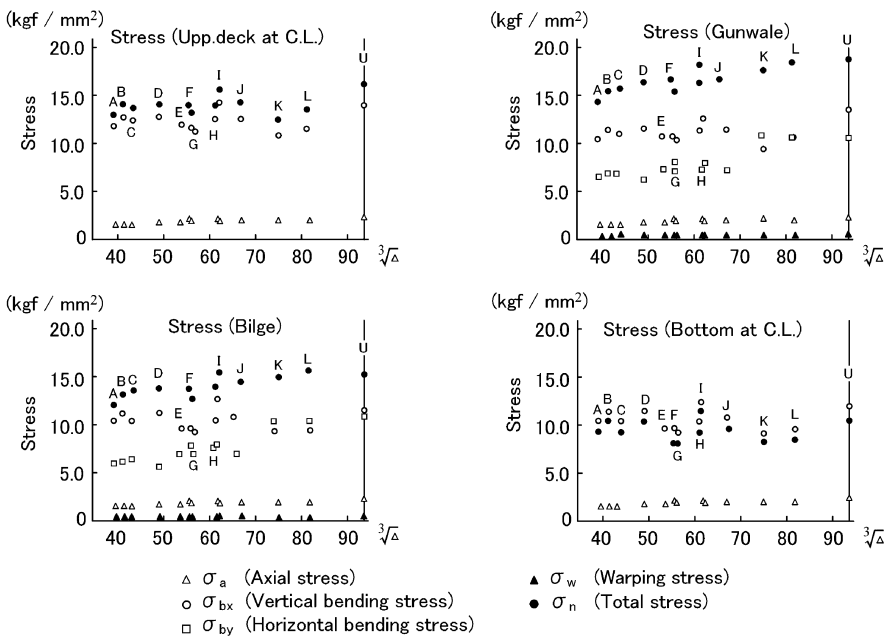 (kgf / mm²)
Stress (Upp.deck at C.L.)
Stress
20.0
15.0
10.0
5.0
0
A B C D E F G H I J K L U
40 50 60 70 80 90 ³√△
(kgf / mm²)
Stress (Gunwale)
Stress
20.0
15.0
10.0
5.0
0
A B C D E F G H I J K L U
40 50 60 70 80 90 ³√△
(kgf / mm²)
Stress (Bilge)
Stress
20.0
15.0
10.0
5.0
0
A B C D E F G H I J K L U
40 50 60 70 80 90 ³√△
(kgf / mm²)
Stress (Bottom at C.L.)
Stress
20.0
15.0
10.0
5.0
0
A B C D E F G H I J K L U
40 50 60 70 80 90 ³√△
△ σa (Axial stress)
○ σbx (Vertical bending stress)
□ σby (Horizontal bending stress)
▲ σw (Warping stress)
● σn (Total stress)